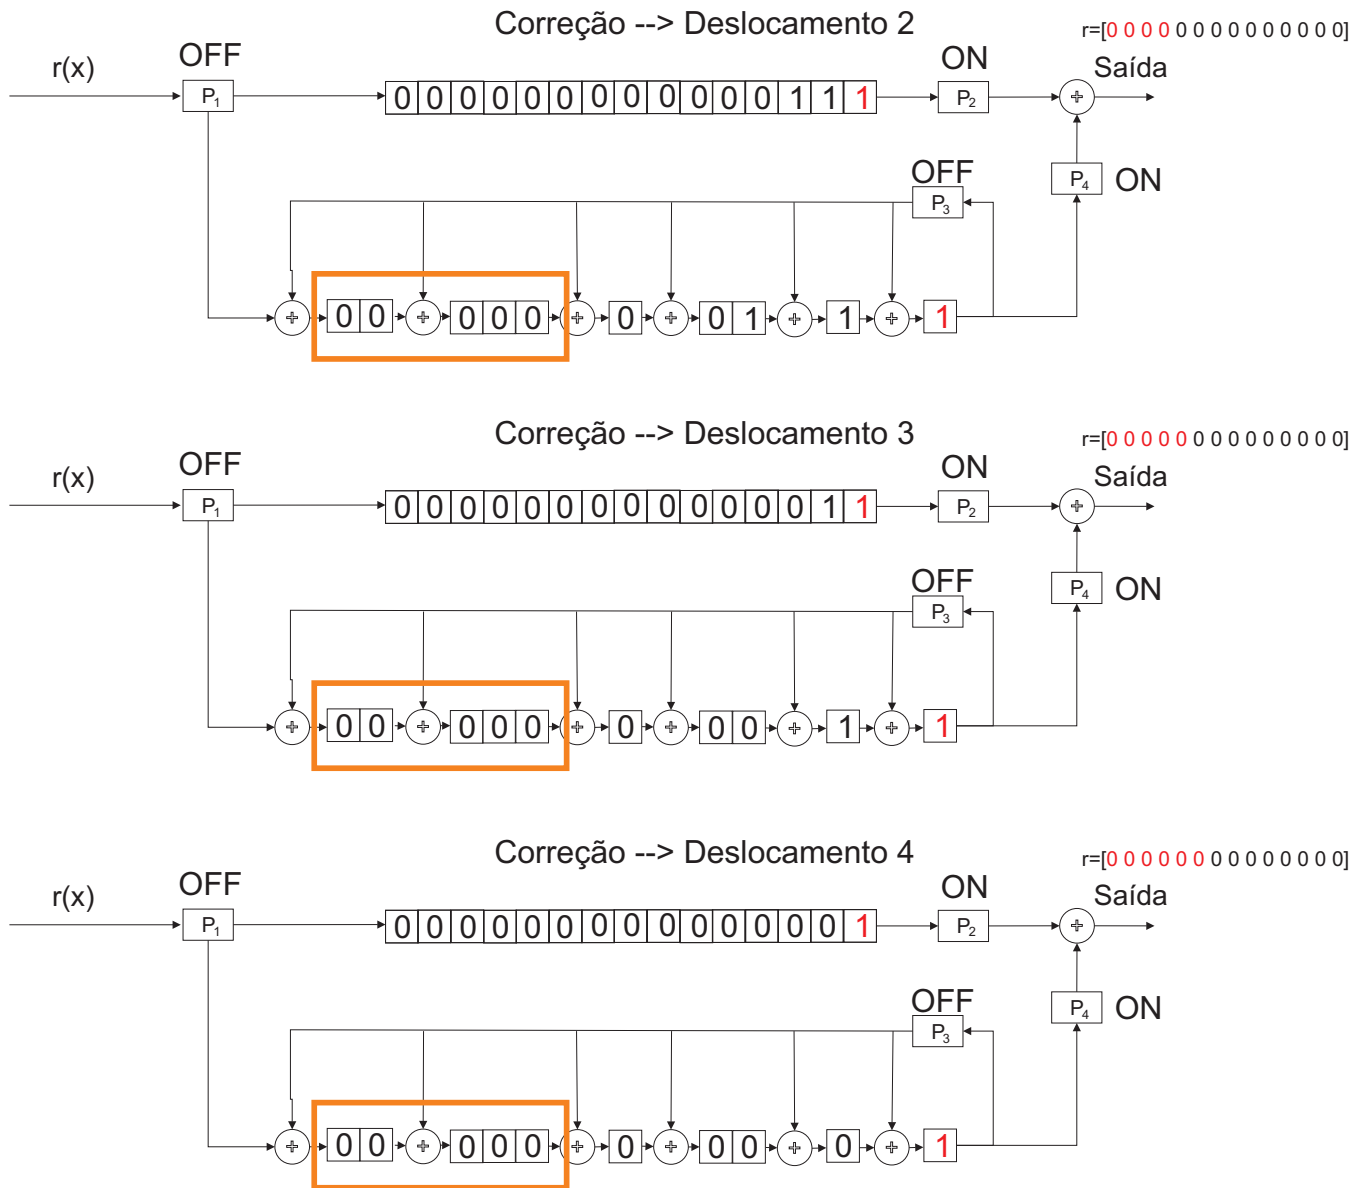 Correção --> Deslocamento 2
r=[0 0 0 0 0 0 0 0 0 0 0 0 0 0 0]
OFF
ON
r(x)
Saída
P1
0 0 0 0 0 0 0 0 0 0 0 0 1 1 1
P2
OFF
P3
P4
ON
0 0 0 0 0 0 0 1 1 1
Correção --> Deslocamento 3
r=[0 0 0 0 0 0 0 0 0 0 0 0 0 0 0]
OFF
ON
r(x)
Saída
P1
0 0 0 0 0 0 0 0 0 0 0 0 0 1 1
P2
OFF
P3
P4
ON
0 0 0 0 0 0 0 0 1 1
Correção --> Deslocamento 4
r=[0 0 0 0 0 0 0 0 0 0 0 0 0 0 0]
OFF
ON
r(x)
Saída
P1
0 0 0 0 0 0 0 0 0 0 0 0 0 0 1
P2
OFF
P3
P4
ON
0 0 0 0 0 0 0 0 0 1